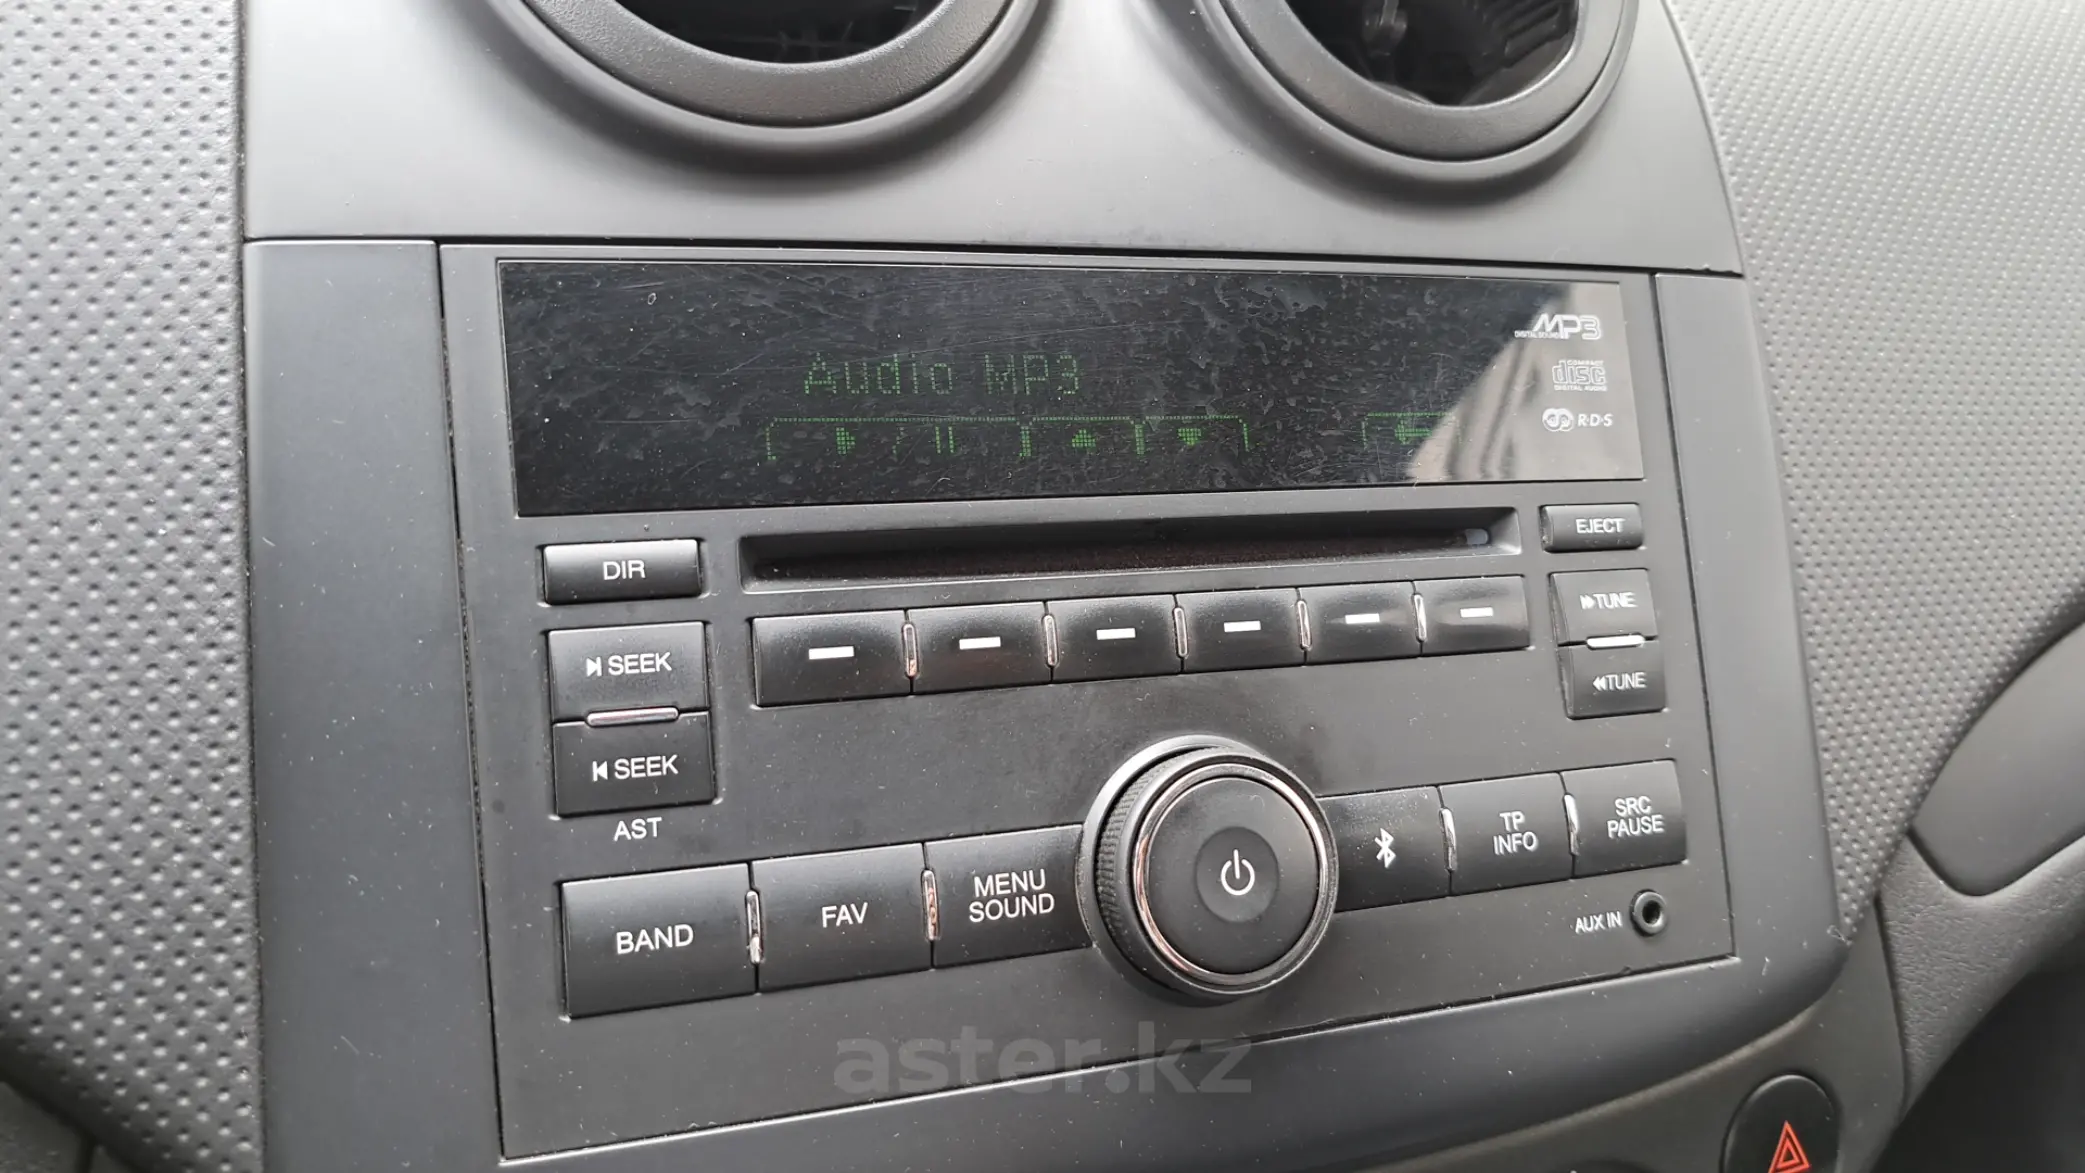 MP3
DIGITAL SOUND
Audio MP3
COMPACT
disc
DIGITAL AUDIO
R·D·S
EJECT
DIR
TUNE
SEEK
TUNE
SEEK
AST
SRC
PAUSE
TP
INFO
MENU
SOUND
FAV
BAND
AUX IN
aster.kz